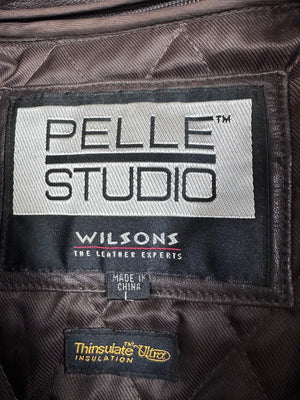 PELLE™
STUDIO
WILSONS
THE LEATHER EXPERTS
MADE IN
CHINA
L
Thinsulate™ Ultra
INSULATION